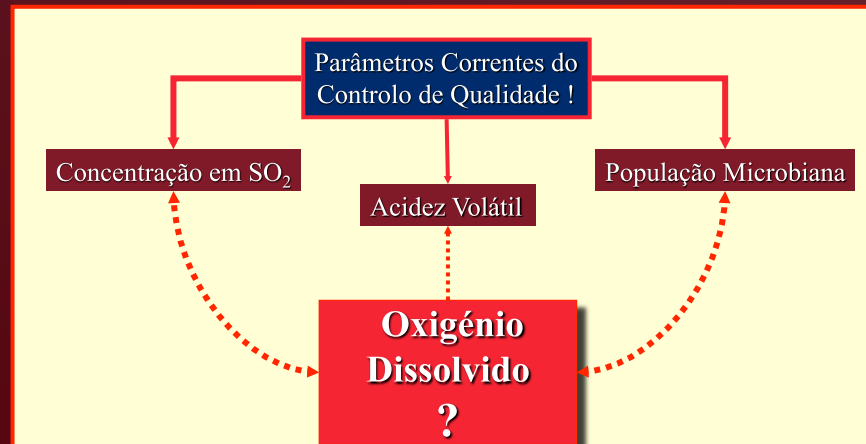 Parâmetros Correntes do
Controlo de Qualidade !
Concentração em SO₂
Acidez Volátil
População Microbiana
Oxigénio
Dissolvido
?